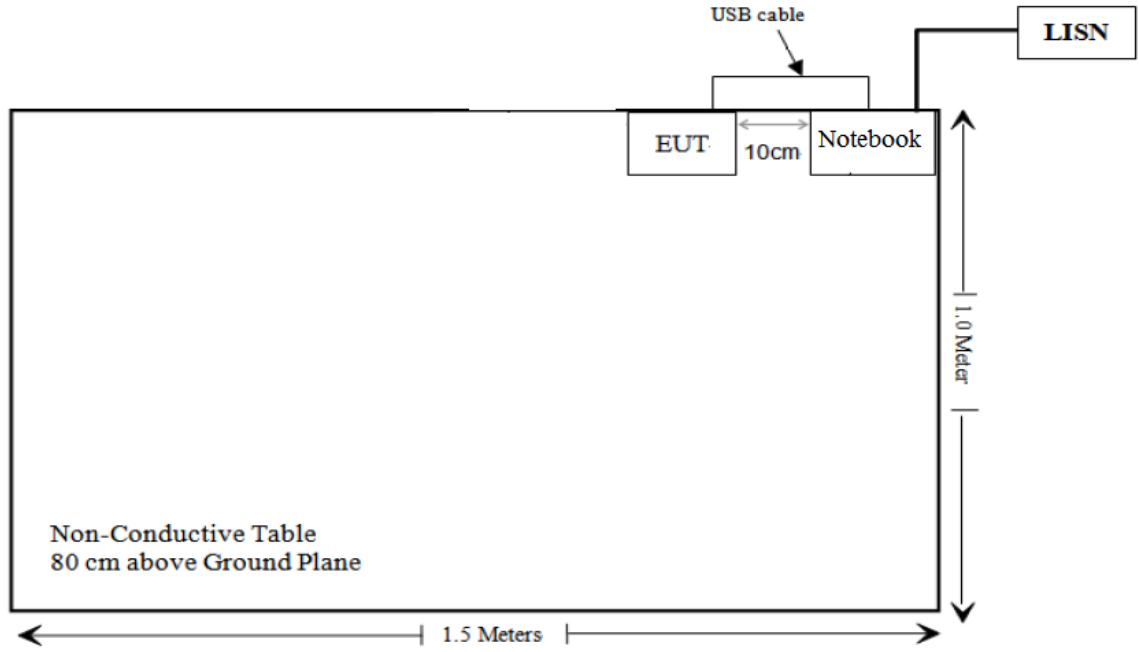 USB cable
LISN
EUT
10cm
Notebook
1.0 Meter
Non-Conductive Table
80 cm above Ground Plane
1.5 Meters